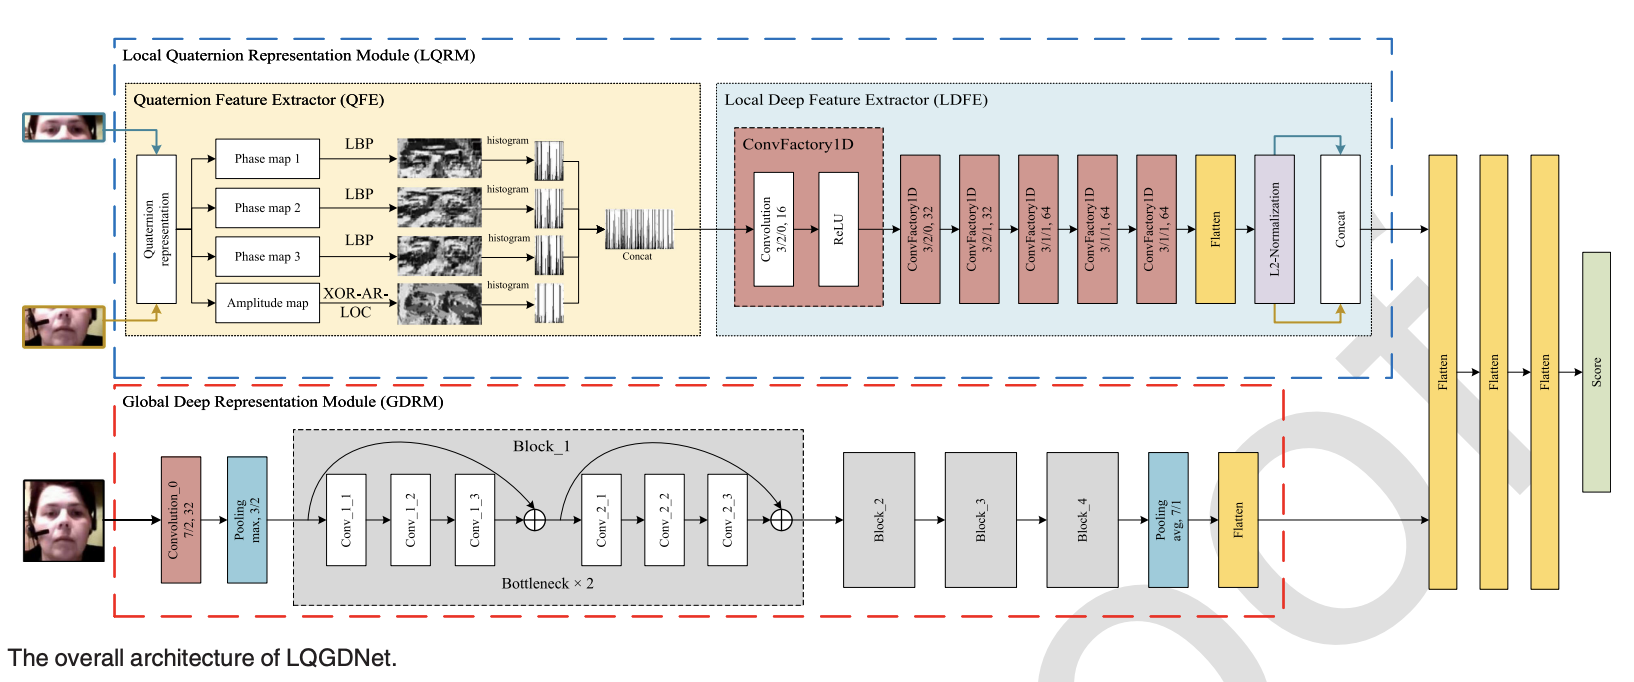 Local Quaternion Representation Module (LQRM)
Quaternion Feature Extractor (QFE)
Quaternion
representation
Phase map 1
LBP
histogram
Phase map 2
LBP
histogram
Phase map 3
LBP
histogram
Amplitude map
XOR-AR-
LOC
histogram
Concat
Local Deep Feature Extractor (LDFE)
ConvFactory1D
Convolution
3/2/0, 16
ReLU
ConvFactory1D
3/2/0, 32
ConvFactory1D
3/2/1, 32
ConvFactory1D
3/1/1, 64
ConvFactory1D
3/1/1, 64
ConvFactory1D
3/1/1, 64
Flatten
L2-Normalization
Concat
Global Deep Representation Module (GDRM)
Convolution_0
7/2, 32
Pooling
max, 3/2
Block_1
Conv_1_1
Conv_1_2
Conv_1_3
Conv_2_1
Conv_2_2
Conv_2_3
Bottleneck × 2
Block_2
Block_3
Block_4
Pooling
avg, 7/1
Flatten
Flatten
Flatten
Flatten
Score
The overall architecture of LQGDNet.